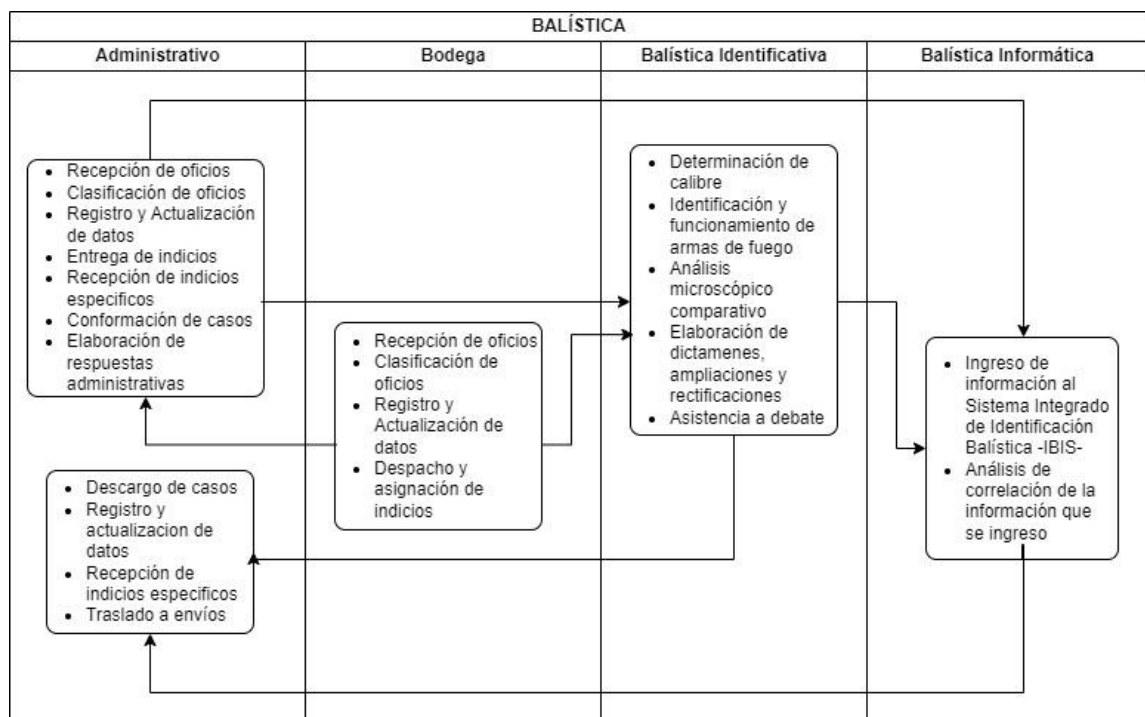 BALÍSTICA
Administrativo
Bodega
Balística Identificativa
Balística Informática
• Recepción de oficios
• Clasificación de oficios
• Registro y Actualización
de datos
• Entrega de indicios
• Recepción de indicios
especificos
• Conformación de casos
• Elaboración de
respuestas
administrativas
• Descargo de casos
• Registro y
actualizacion de
datos
• Recepción de
indicios especificos
• Traslado a envíos
• Recepción de oficios
• Clasificación de
oficios
• Registro y
Actualización de
datos
• Despacho y
asignación de
indicios
• Determinación de
calibre
• Identificación y
funcionamiento de
armas de fuego
• Análisis
microscópico
comparativo
• Elaboración de
dictamenes,
ampliaciones y
rectificaciones
• Asistencia a debate
• Ingreso de
información al
Sistema Integrado
de Identificación
Balística -IBIS-
• Análisis de
correlación de la
información que
se ingreso